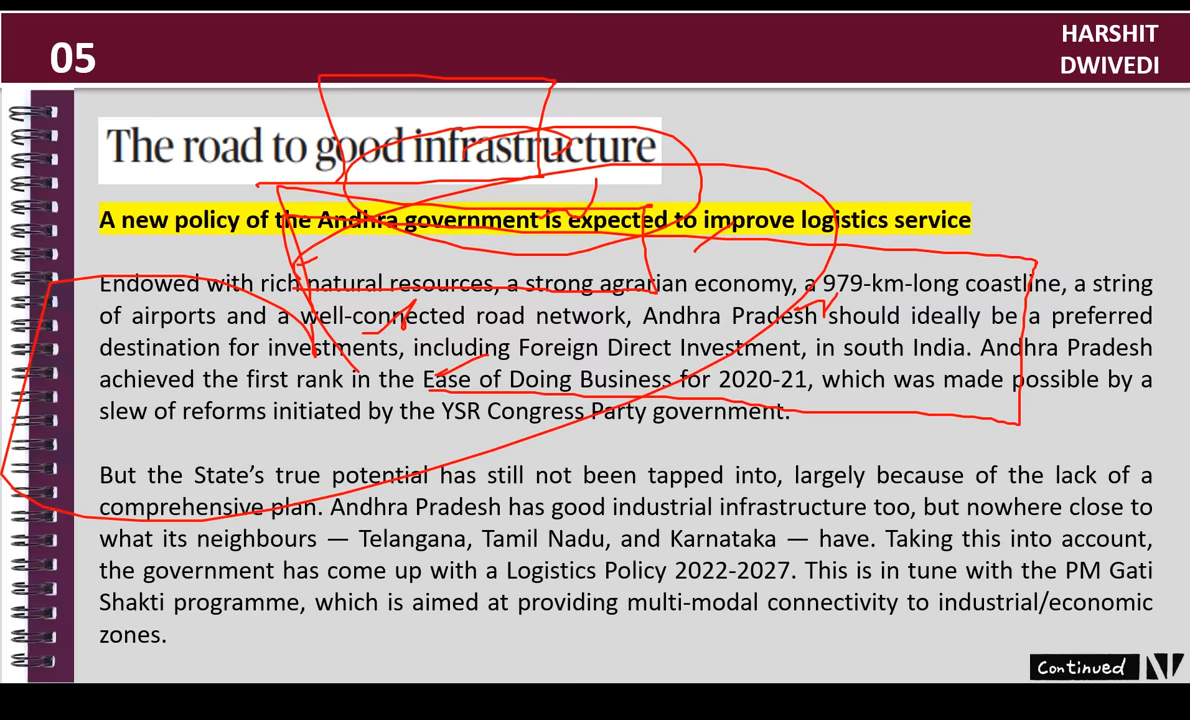 05
HARSHIT
DWIVEDI
The road to good infrastructure
A new policy of the Andhra government is expected to improve logistics service
Endowed with rich natural resources, a strong agrarian economy, a 979-km-long coastline, a string
of airports and a well-connected road network, Andhra Pradesh should ideally be a preferred
destination for investments, including Foreign Direct Investment, in south India. Andhra Pradesh
achieved the first rank in the Ease of Doing Business for 2020-21, which was made possible by a
slew of reforms initiated by the YSR Congress Party government.
But the State's true potential has still not been tapped into, largely because of the lack of a
comprehensive plan. Andhra Pradesh has good industrial infrastructure too, but nowhere close to
what its neighbours — Telangana, Tamil Nadu, and Karnataka — have. Taking this into account,
the government has come up with a Logistics Policy 2022-2027. This is in tune with the PM Gati
Shakti programme, which is aimed at providing multi-modal connectivity to industrial/economic
zones.
Continued